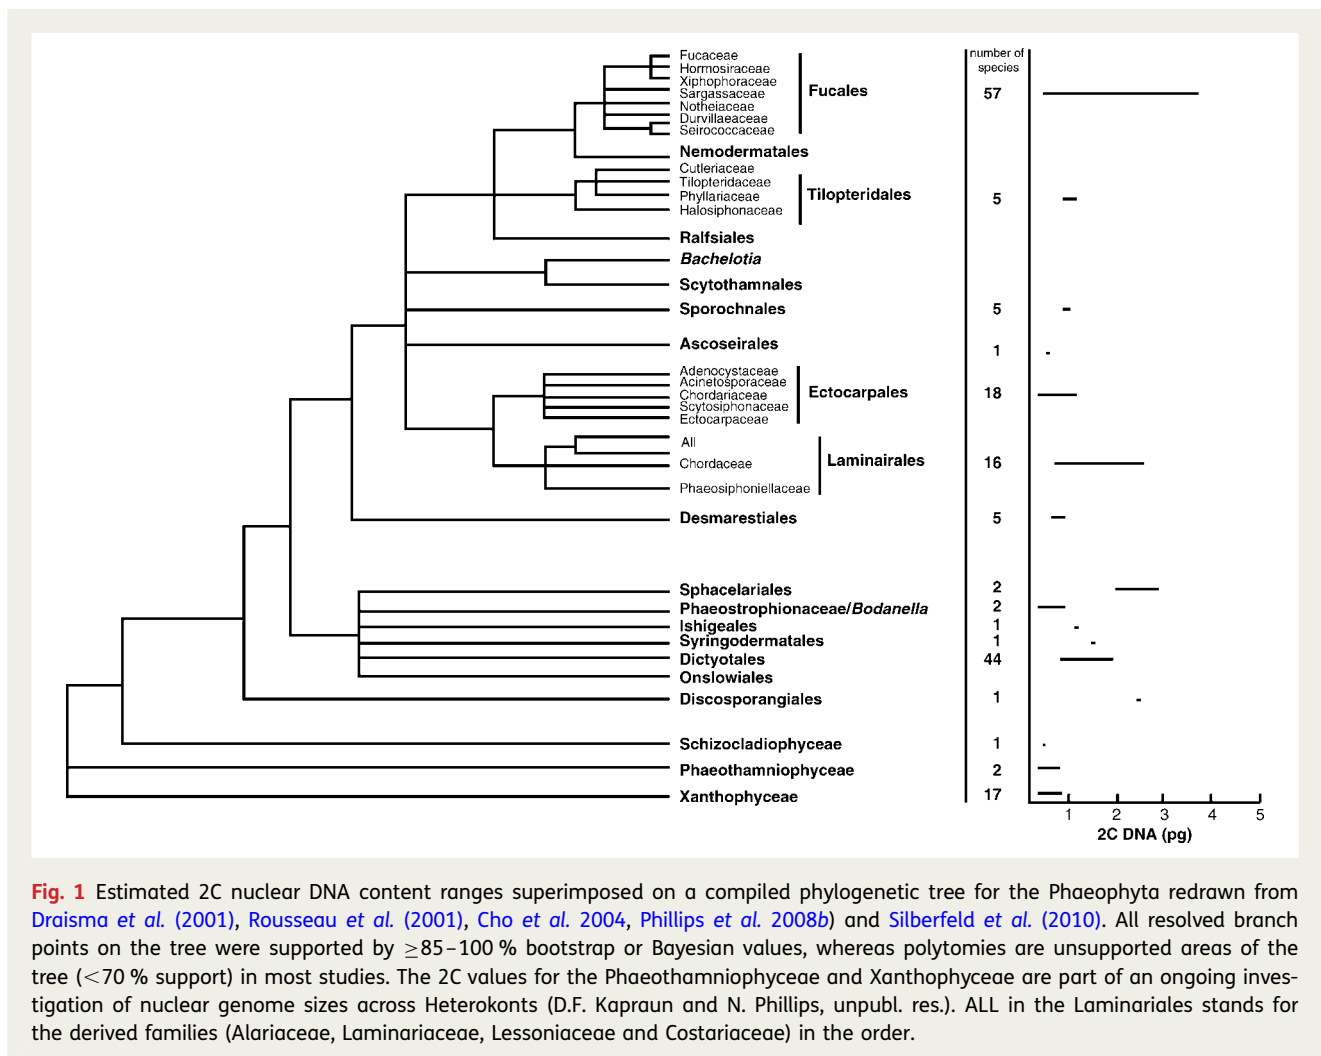 number of
species
Fucaceae
Hormosiraceae
Xiphophoraceae
Sargassaceae
Notheiaceae
Durvillaeaceae
Seirococcaceae
Fucales
57
Nemodermatales
Cutleriaceae
Tilopteridaceae
Phyllariaceae
Halosiphonaceae
Tilopteridales
5
Ralfsiales
Bachelotia
Scytothamnales
Sporochnales
5
Ascoseirales
1
Adenocystaceae
Acinetosporaceae
Chordariaceae
Scytosiphonaceae
Ectocarpaceae
Ectocarpales
18
All
Chordaceae
Phaeosiphoniellaceae
Laminairales
16
Desmarestiales
5
Sphacelariales
2
Phaeostrophionaceae/Bodanella
2
Ishigeales
1
Syringodermatales
1
Dictyotales
44
Onslowiales
Discosporangiales
1
Schizocladiophyceae
1
Phaeothamniophyceae
2
Xanthophyceae
17
1 2 3 4 5
2C DNA (pg)
Fig. 1 Estimated 2C nuclear DNA content ranges superimposed on a compiled phylogenetic tree for the Phaeophyta redrawn from
Draisma et al. (2001), Rousseau et al. (2001), Cho et al. 2004, Phillips et al. 2008b) and Silberfeld et al. (2010). All resolved branch
points on the tree were supported by ≥85–100 % bootstrap or Bayesian values, whereas polytomies are unsupported areas of the
tree (<70 % support) in most studies. The 2C values for the Phaeothamniophyceae and Xanthophyceae are part of an ongoing inves-
tigation of nuclear genome sizes across Heterokonts (D.F. Kapraun and N. Phillips, unpubl. res.). ALL in the Laminariales stands for
the derived families (Alariaceae, Laminariaceae, Lessoniaceae and Costariaceae) in the order.